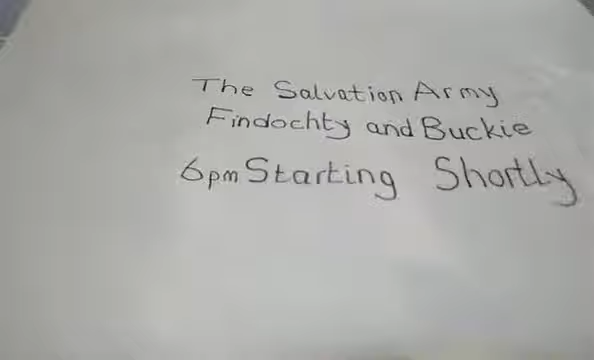 The Salvation Army
Findochty and Buckie
6pm Starting Shortly